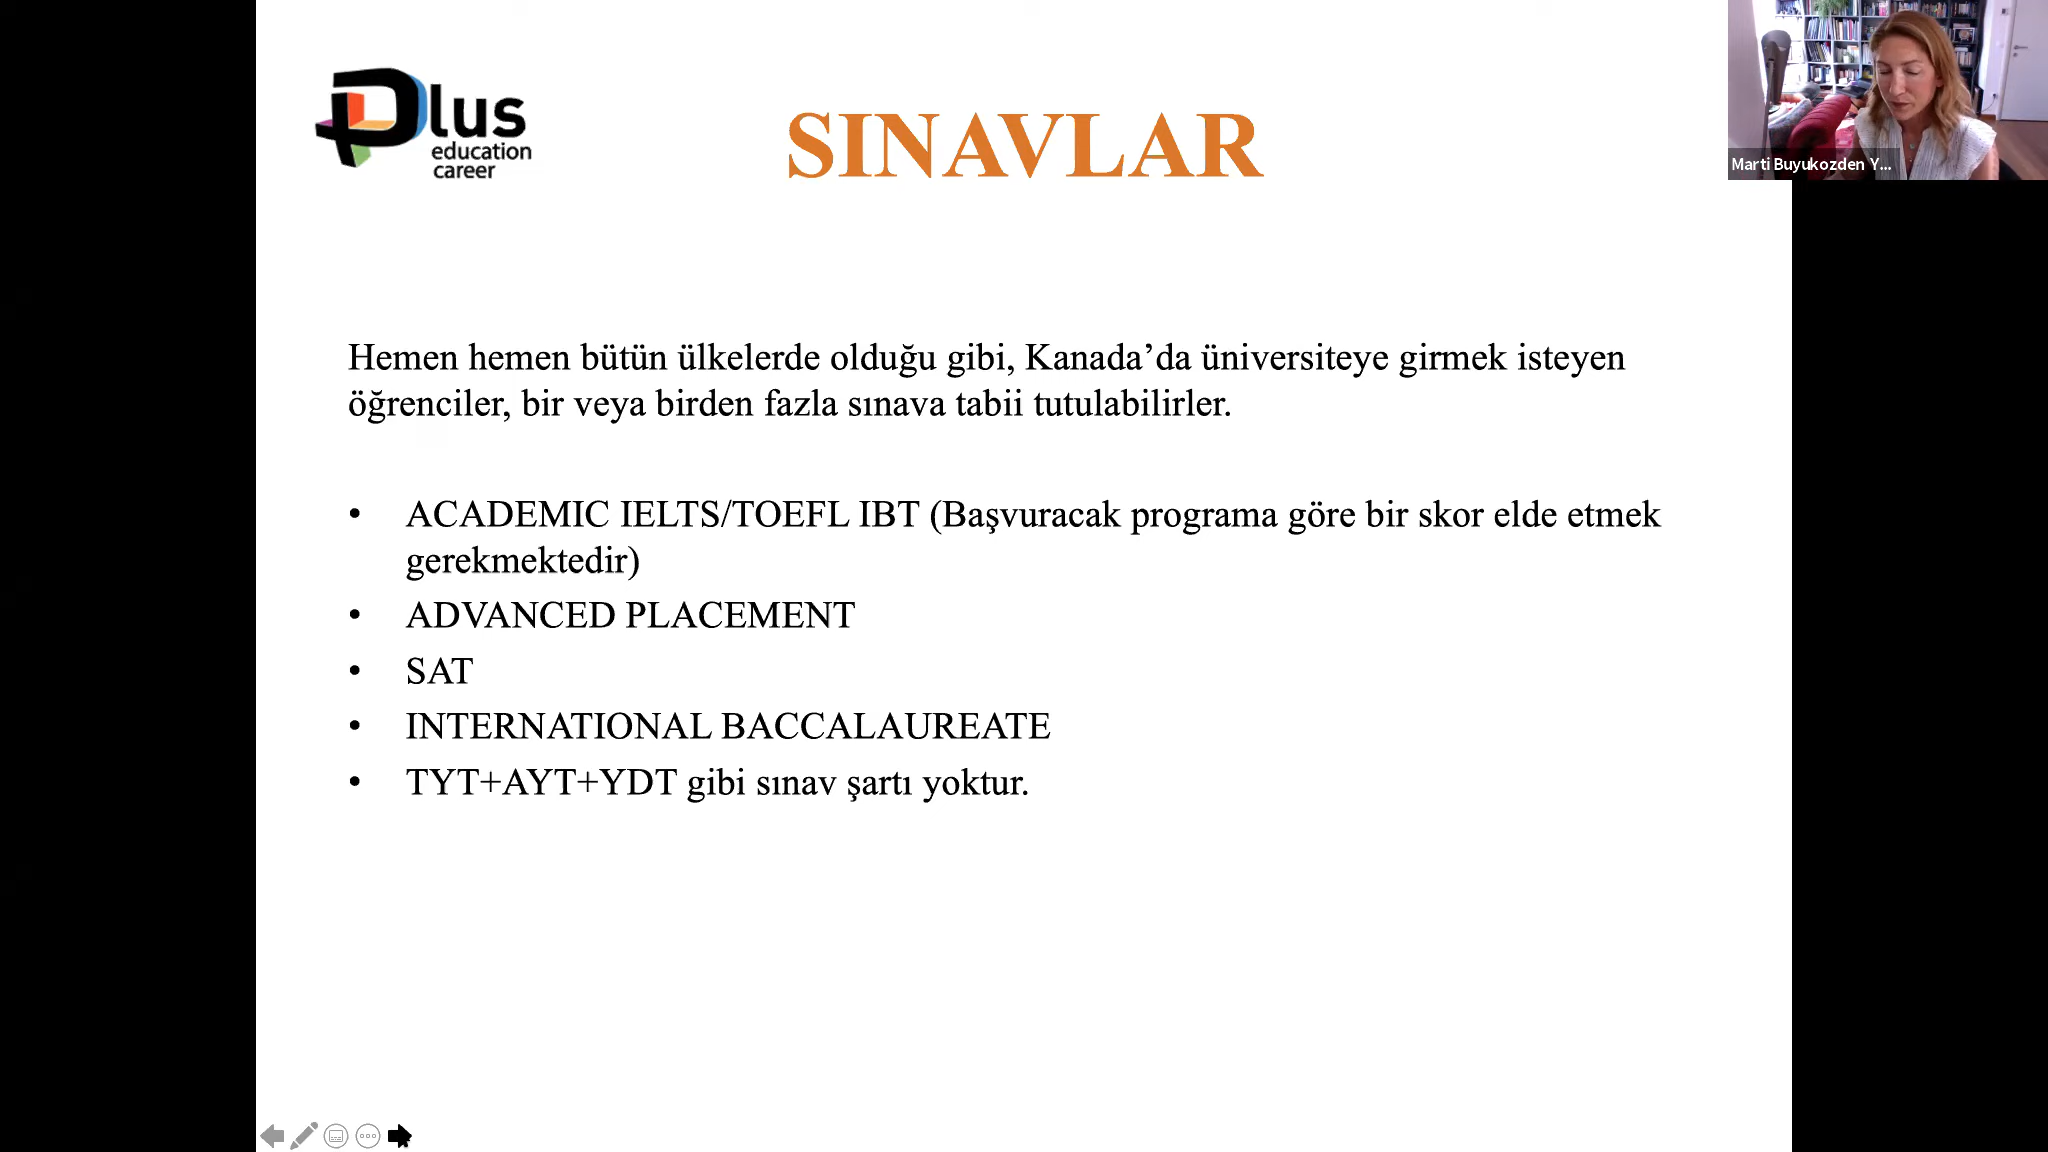 Plus
education
career
SINAVLAR
Marti Buyukozden Y...
Hemen hemen bütün ülkelerde olduğu gibi, Kanada’da üniversiteye girmek isteyen
öğrenciler, bir veya birden fazla sınava tabii tutulabilirler.
• ACADEMIC IELTS/TOEFL IBT (Başvuracak programa göre bir skor elde etmek
gerekmektedir)
• ADVANCED PLACEMENT
• SAT
• INTERNATIONAL BACCALAUREATE
• TYT+AYT+YDT gibi sınav şartı yoktur.